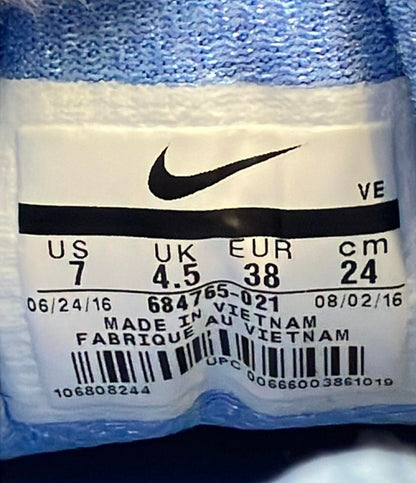 VE
US UK EUR cm
7 4.5 38 24
06/24/16 684765-021 08/02/16
MADE IN VIETNAM
FABRIQUE AU VIETNAM
106808244 UPC 00666003861019